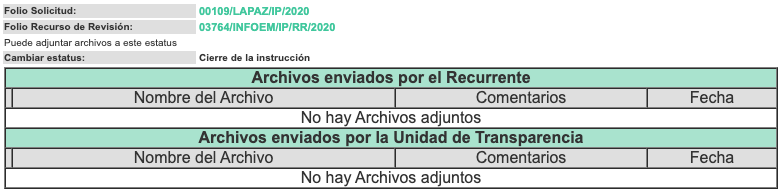 Folio Solicitud: 00109/LAPAZ/IP/2020
Folio Recurso de Revisión: 03764/INFOEM/IP/RR/2020
Puede adjuntar archivos a este estatus
Cambiar estatus: Cierre de la instrucción
Archivos enviados por el Recurrente
Nombre del Archivo Comentarios Fecha
No hay Archivos adjuntos
Archivos enviados por la Unidad de Transparencia
Nombre del Archivo Comentarios Fecha
No hay Archivos adjuntos